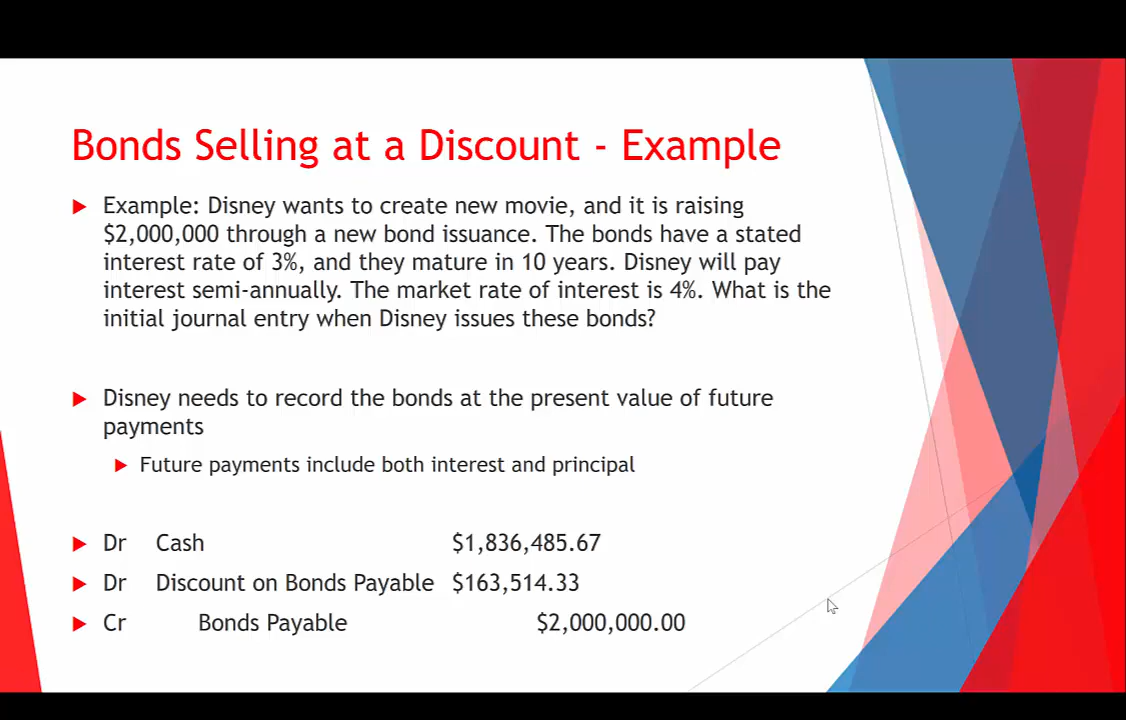 Bonds Selling at a Discount - Example
Example: Disney wants to create new movie, and it is raising
$2,000,000 through a new bond issuance. The bonds have a stated
interest rate of 3%, and they mature in 10 years. Disney will pay
interest semi-annually. The market rate of interest is 4%. What is the
initial journal entry when Disney issues these bonds?
Disney needs to record the bonds at the present value of future
payments
Future payments include both interest and principal
Dr Cash $1,836,485.67
Dr Discount on Bonds Payable $163,514.33
Cr Bonds Payable $2,000,000.00